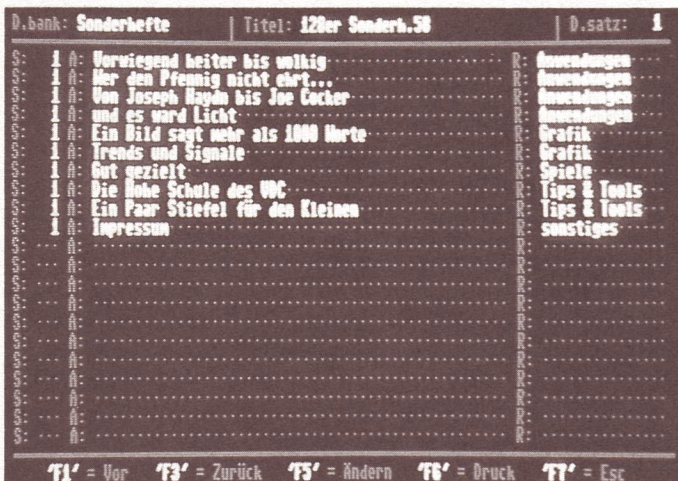 D.bank: Sonderhefte | Titel: 128er Sonderh.58 | D.satz: 1
S: 1 A: Vorwiegend heiter bis wolkig R: Anwendungen
S: 1 A: Wer den Pfennig nicht ehrt... R: Anwendungen
S: 1 A: Von Joseph Haydn bis Joe Cocker R: Anwendungen
S: 1 A: und es ward Licht R: Anwendungen
S: 1 A: Ein Bild sagt mehr als 1000 Worte R: Grafik
S: 1 A: Trends und Signale R: Grafik
S: 1 A: Gut gezielt R: Spiele
S: 1 A: Die Hohe Schule des VDC R: Tips & Tools
S: 1 A: Ein Paar Stiefel für den Kleinen R: Tips & Tools
S: 1 A: Impressum R: sonstiges
S: A: R:
S: A: R:
S: A: R:
S: A: R:
S: A: R:
S: A: R:
S: A: R:
S: A: R:
S: A: R:
S: A: R:
S: A: R:
'F1' = Vor 'F3' = Zurück 'F5' = Ändern 'F6' = Druck 'F7' = Esc